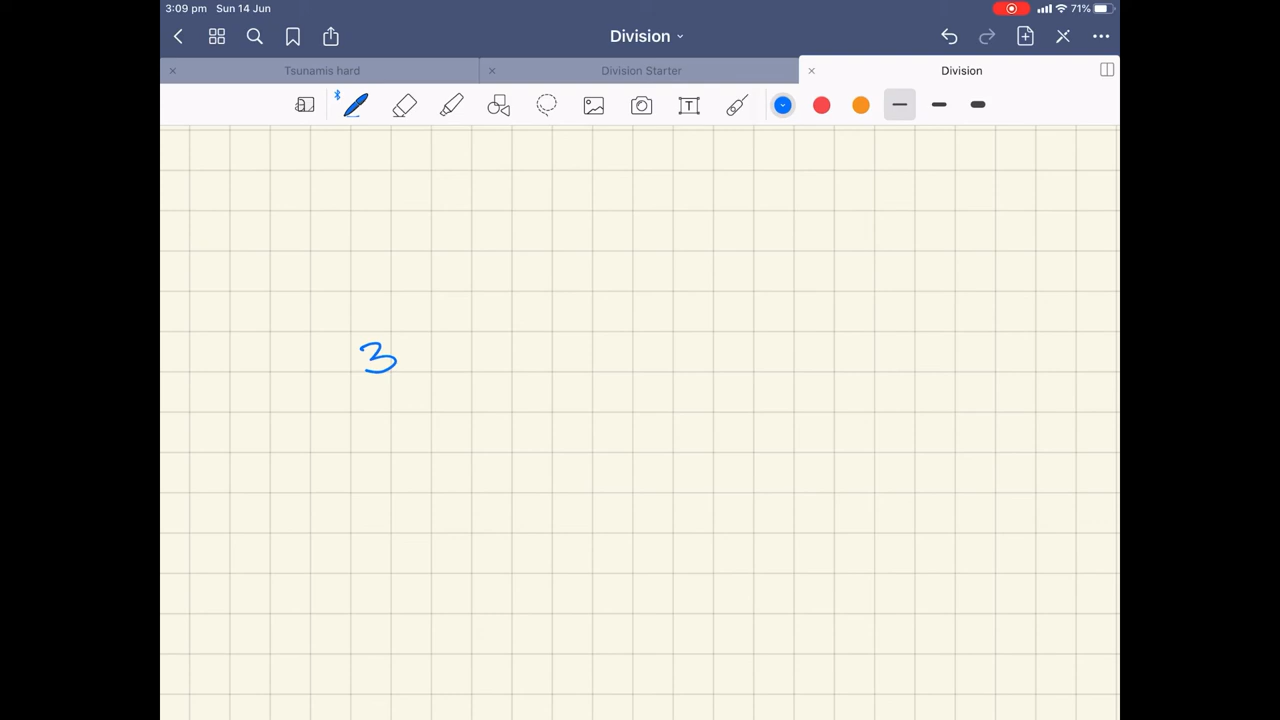 3:09 pm Sun 14 Jun 71%
Division
Tsunamis hard Division Starter Division
T
3